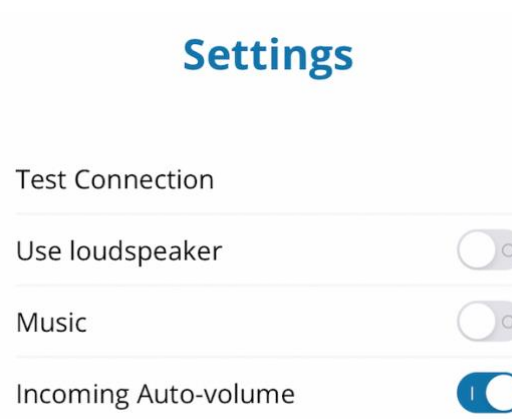 Settings
Test Connection
Use loudspeaker
Music
Incoming Auto-volume